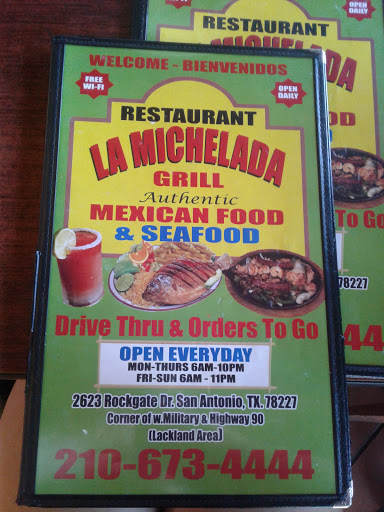 WELCOME - BIENVENIDOS
FREE
WI-FI
OPEN
DAILY
RESTAURANT
LA MICHELADA
GRILL
Authentic
MEXICAN FOOD
& SEAFOOD
Drive Thru & Orders To Go
OPEN EVERYDAY
MON-THURS 6AM-10PM
FRI-SUN 6AM - 11PM
2623 Rockgate Dr. San Antonio, TX. 78227
Corner of w.Military & Highway 90
(Lackland Area)
210-673-4444
OPEN
DAILY
RESTAURANT
MICHELADA
To Go
78227
444